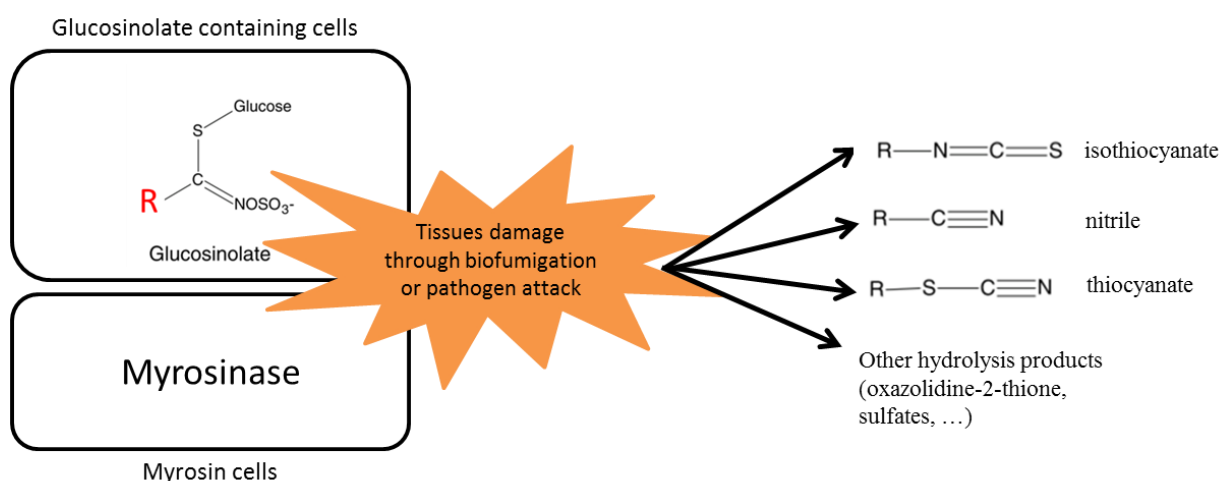 Glucosinolate containing cells
Glucose
S
C
R
NOSO3-
Glucosinolate
Myrosinase
Myrosin cells
Tissues damage
through biofumigation
or pathogen attack
R N C S isothiocyanate
R C N nitrile
R S C N thiocyanate
Other hydrolysis products
(oxazolidine-2-thione,
sulfates, …)